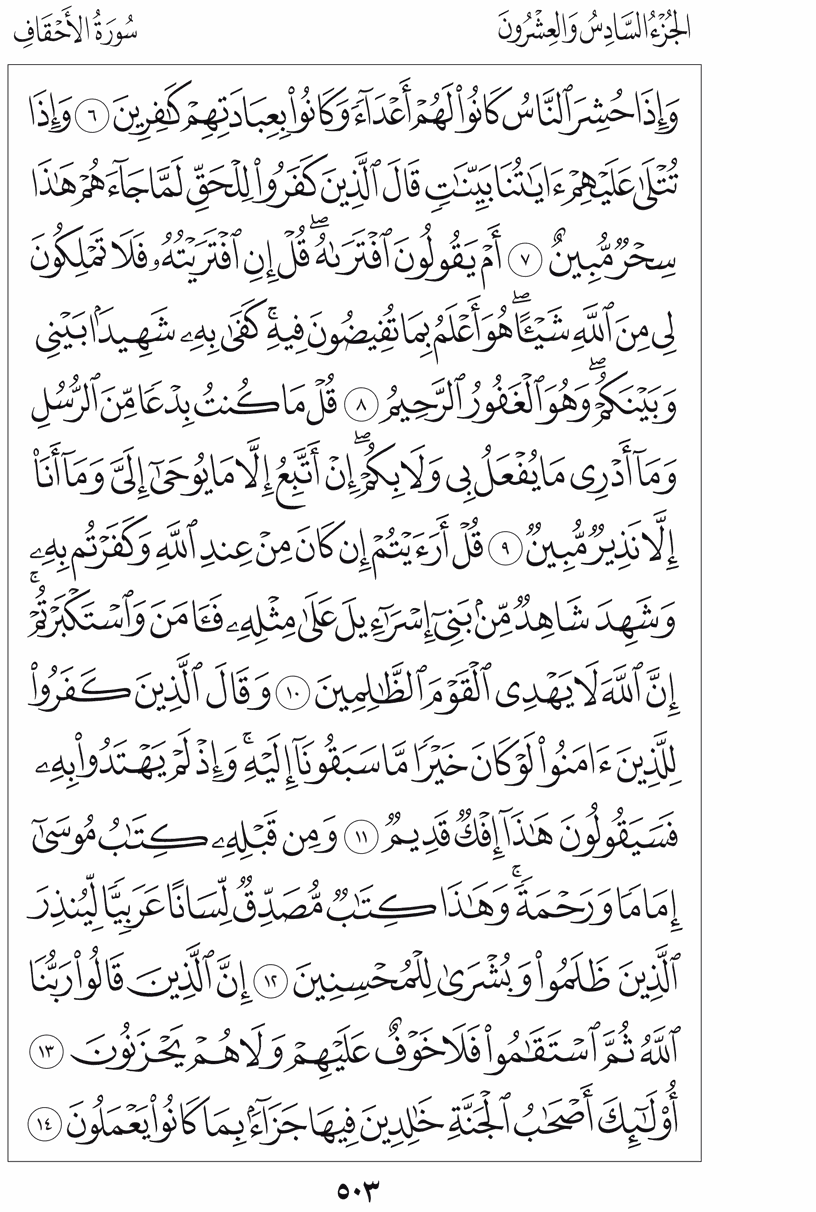 الجُزْءُ السَّادِسُ وَالعِشْرُونَ سُورَةُ الأَحْقَافِ
وَإِذَا حُشِرَ ٱلنَّاسُ كَانُوا۟ لَهُمْ أَعْدَآءً وَكَانُوا۟ بِعِبَادَتِهِمْ كَٰفِرِينَ ٦ وَإِذَا
تُتْلَىٰ عَلَيْهِمْ ءَايَٰتُنَا بَيِّنَٰتٍ قَالَ ٱلَّذِينَ كَفَرُوا۟ لِلْحَقِّ لَمَّا جَآءَهُمْ هَٰذَا
سِحْرٌ مُّبِينٌ ٧ أَمْ يَقُولُونَ ٱفْتَرَىٰهُ ۖ قُلْ إِنِ ٱفْتَرَيْتُهُۥ فَلَا تَمْلِكُونَ
لِى مِنَ ٱللَّهِ شَيْـًٔا ۖ هُوَ أَعْلَمُ بِمَا تُفِيضُونَ فِيهِ ۚ كَفَىٰ بِهِۦ شَهِيدًۢا بَيْنِى
وَبَيْنَكُمْ ۖ وَهُوَ ٱلْغَفُورُ ٱلرَّحِيمُ ٨ قُلْ مَا كُنتُ بِدْعًا مِّنَ ٱلرُّسُلِ
وَمَآ أَدْرِى مَا يُفْعَلُ بِى وَلَا بِكُمْ ۖ إِنْ أَتَّبِعُ إِلَّا مَا يُوحَىٰٓ إِلَىَّ وَمَآ أَنَا۠
إِلَّا نَذِيرٌ مُّبِينٌ ٩ قُلْ أَرَءَيْتُمْ إِن كَانَ مِنْ عِندِ ٱللَّهِ وَكَفَرْتُم بِهِۦ
وَشَهِدَ شَاهِدٌ مِّنۢ بَنِىٓ إِسْرَٰٓءِيلَ عَلَىٰ مِثْلِهِۦ فَـَٔامَنَ وَٱسْتَكْبَرْتُمْ ۚ
إِنَّ ٱللَّهَ لَا يَهْدِى ٱلْقَوْمَ ٱلظَّٰلِمِينَ ١٠ وَقَالَ ٱلَّذِينَ كَفَرُوا۟
لِلَّذِينَ ءَامَنُوا۟ لَوْ كَانَ خَيْرًا مَّا سَبَقُونَآ إِلَيْهِ ۚ وَإِذْ لَمْ يَهْتَدُوا۟ بِهِۦ
فَسَيَقُولُونَ هَٰذَآ إِفْكٌ قَدِيمٌ ١١ وَمِن قَبْلِهِۦ كِتَٰبُ مُوسَىٰٓ
إِمَامًا وَرَحْمَةً ۚ وَهَٰذَا كِتَٰبٌ مُّصَدِّقٌ لِّسَانًا عَرَبِيًّا لِّيُنذِرَ
ٱلَّذِينَ ظَلَمُوا۟ وَبُشْرَىٰ لِلْمُحْسِنِينَ ١٢ إِنَّ ٱلَّذِينَ قَالُوا۟ رَبُّنَا
ٱللَّهُ ثُمَّ ٱسْتَقَٰمُوا۟ فَلَا خَوْفٌ عَلَيْهِمْ وَلَا هُمْ يَحْزَنُونَ ١٣
أُو۟لَٰٓئِكَ أَصْحَٰبُ ٱلْجَنَّةِ خَٰلِدِينَ فِيهَا جَزَآءًۢ بِمَا كَانُوا۟ يَعْمَلُونَ ١٤
٥٠٣